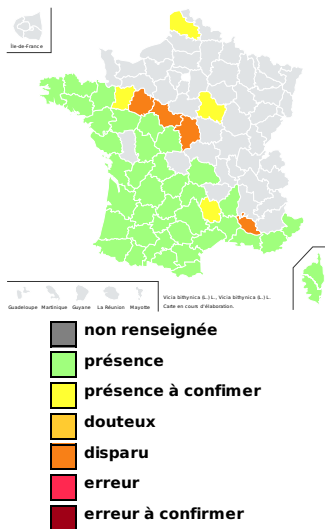 Île-de-France
Guadeloupe Martinique Guyane La Réunion Mayotte
Vicia bithynica (L.) L., Vicia bithynica (L.) L.
Carte en cours d'élaboration.
non renseignée
présence
présence à confimer
douteux
disparu
erreur
erreur à confirmer